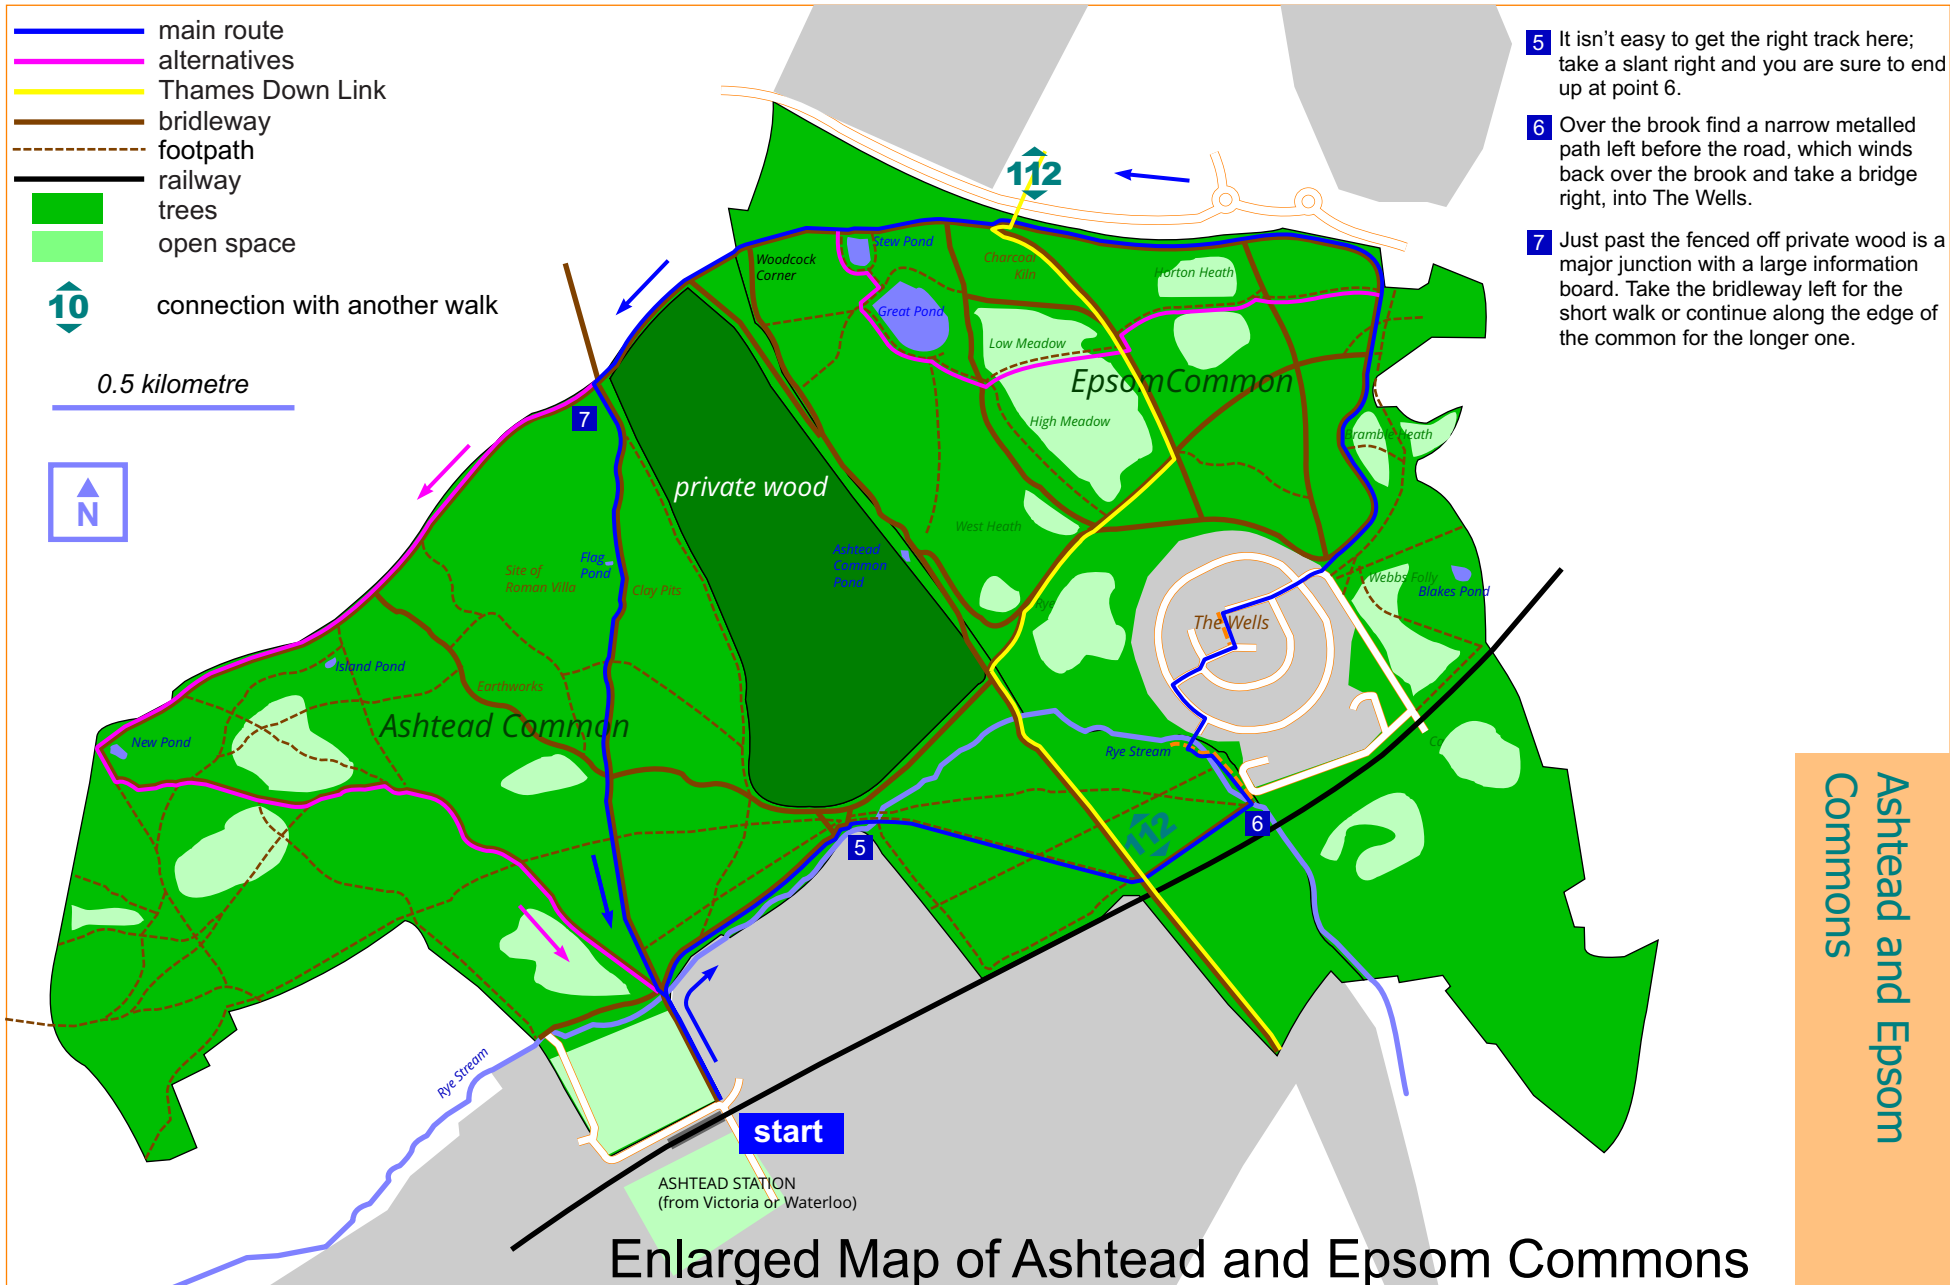 main route
alternatives
Thames Down Link
bridleway
footpath
railway
trees
open space
10
connection with another walk
0.5 kilometre
N
5 It isn't easy to get the right track here;
take a slant right and you are sure to end
up at point 6.
6 Over the brook find a narrow metalled
path left before the road, which winds
back over the brook and take a bridge
right, into The Wells.
7 Just past the fenced off private wood is a
major junction with a large information
board. Take the bridleway left for the
short walk or continue along the edge of
the common for the longer one.
112
Stew Pond
Woodcock
Corner
Charcoal
Kiln
Horton Heath
Great Pond
Low Meadow
EpsomCommon
High Meadow
Bramble Heath
7
private wood
West Heath
Ashtead
Common
Pond
Flag
Pond
Site of
Roman Villa
Clay Pits
Rye
Webbs Folly
Blakes Pond
The Wells
Island Pond
Earthworks
Ashtead Common
New Pond
Rye Stream
112
6
5
Rye Stream
start
ASHTEAD STATION
(from Victoria or Waterloo)
Ashtead and Epsom
Commons
Enlarged Map of Ashtead and Epsom Commons